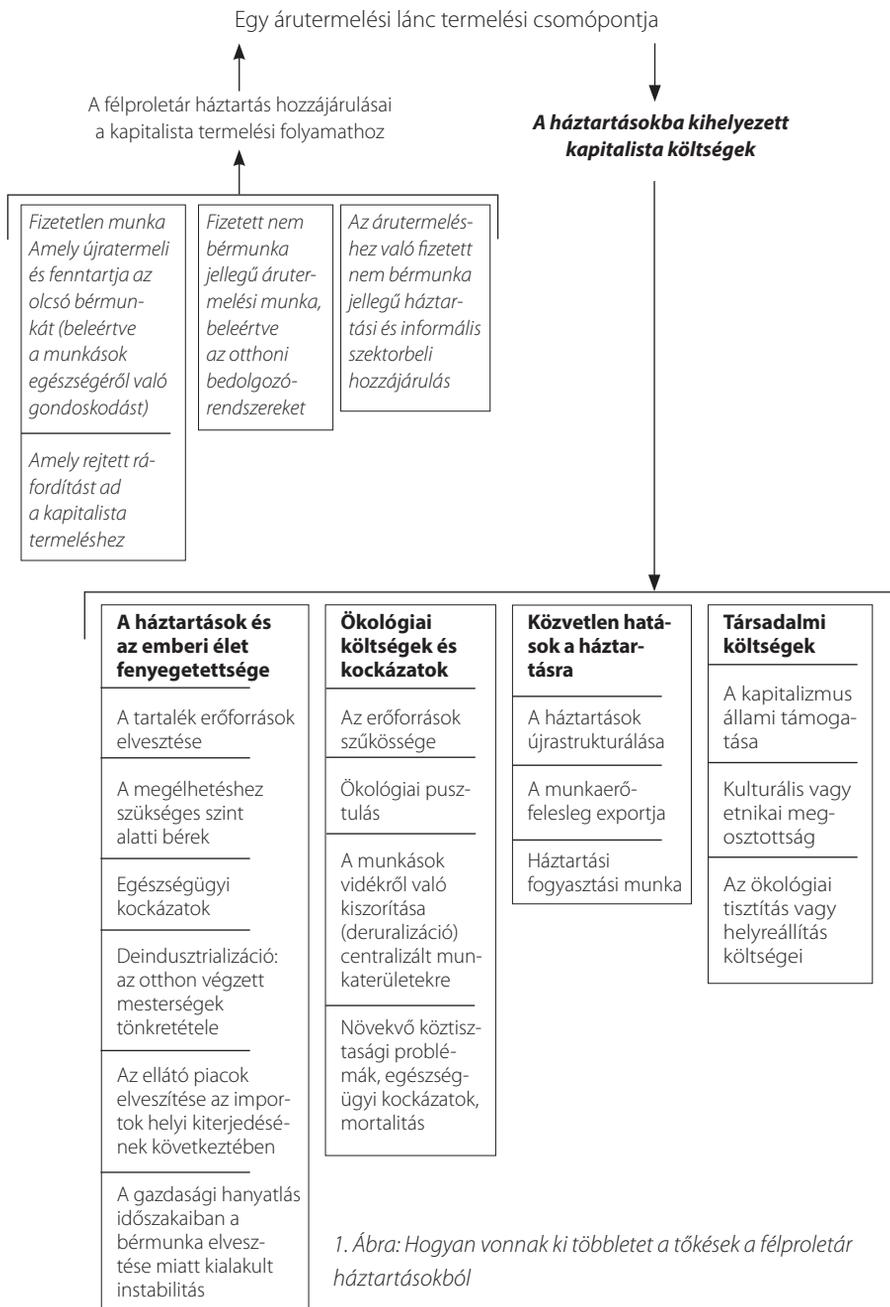 Egy árutermelési lánc termelési csomópontja
A félproletár háztartás hozzájárulásai
a kapitalista termelési folyamathoz
A háztartásokba kihelyezett
kapitalista költségek
Fizetetlen munka
Amely újratermeli
és fenntartja az
olcsó bérmun-
kát (beleértve
a munkások
egészségéről való
gondoskodást)
Amely rejtett rá-
fordítást ad
a kapitalista
termeléshez
Fizetett nem
bérmunka
jellegű áruter-
melési munka,
beleértve
az otthoni
bedolgozó-
rendszereket
Az árutermelés-
hez való fizetett
nem bérmunka
jellegű háztar-
tási és informális
szektorbeli
hozzájárulás
A háztartások és
az emberi élet
fenyegetettsége
A tartalék erőforrások
elvesztése
A megélhetéshez
szükséges szint
alatti bérek
Egészségügyi
kockázatok
Deindusztrializáció:
az otthon végzett
mesterségek
tönkretétele
Az ellátó piacok
elveszítése az impor-
tok helyi kiterjedésé-
nek következtében
A gazdasági hanyatlás
időszakaiban a
bérmunka elvesz-
tése miatt kialakult
instabilitás
Ökológiai
költségek és
kockázatok
Az erőforrások
szűkössége
Ökológiai pusz-
tulás
A munkások
vidékről való
kiszorítása
(deruralizáció)
centralizált mun-
katerületekre
Növekvő köztisz-
tasági problé-
mák, egészség-
ügyi kockázatok,
mortalitás
Közvetlen hatá-
sok a háztar-
tásra
A háztartások
újrastrukturálása
A munkaerő-
felesleg exportja
Háztartási
fogyasztási munka
Társadalmi
költségek
A kapitalizmus
állami támoga-
tása
Kulturális vagy
etnikai meg-
osztottság
Az ökológiai
tisztítás vagy
helyreállítás
költségei
1. Ábra: Hogyan vonnak ki többletet a tőkések a félproletár
háztartásokból